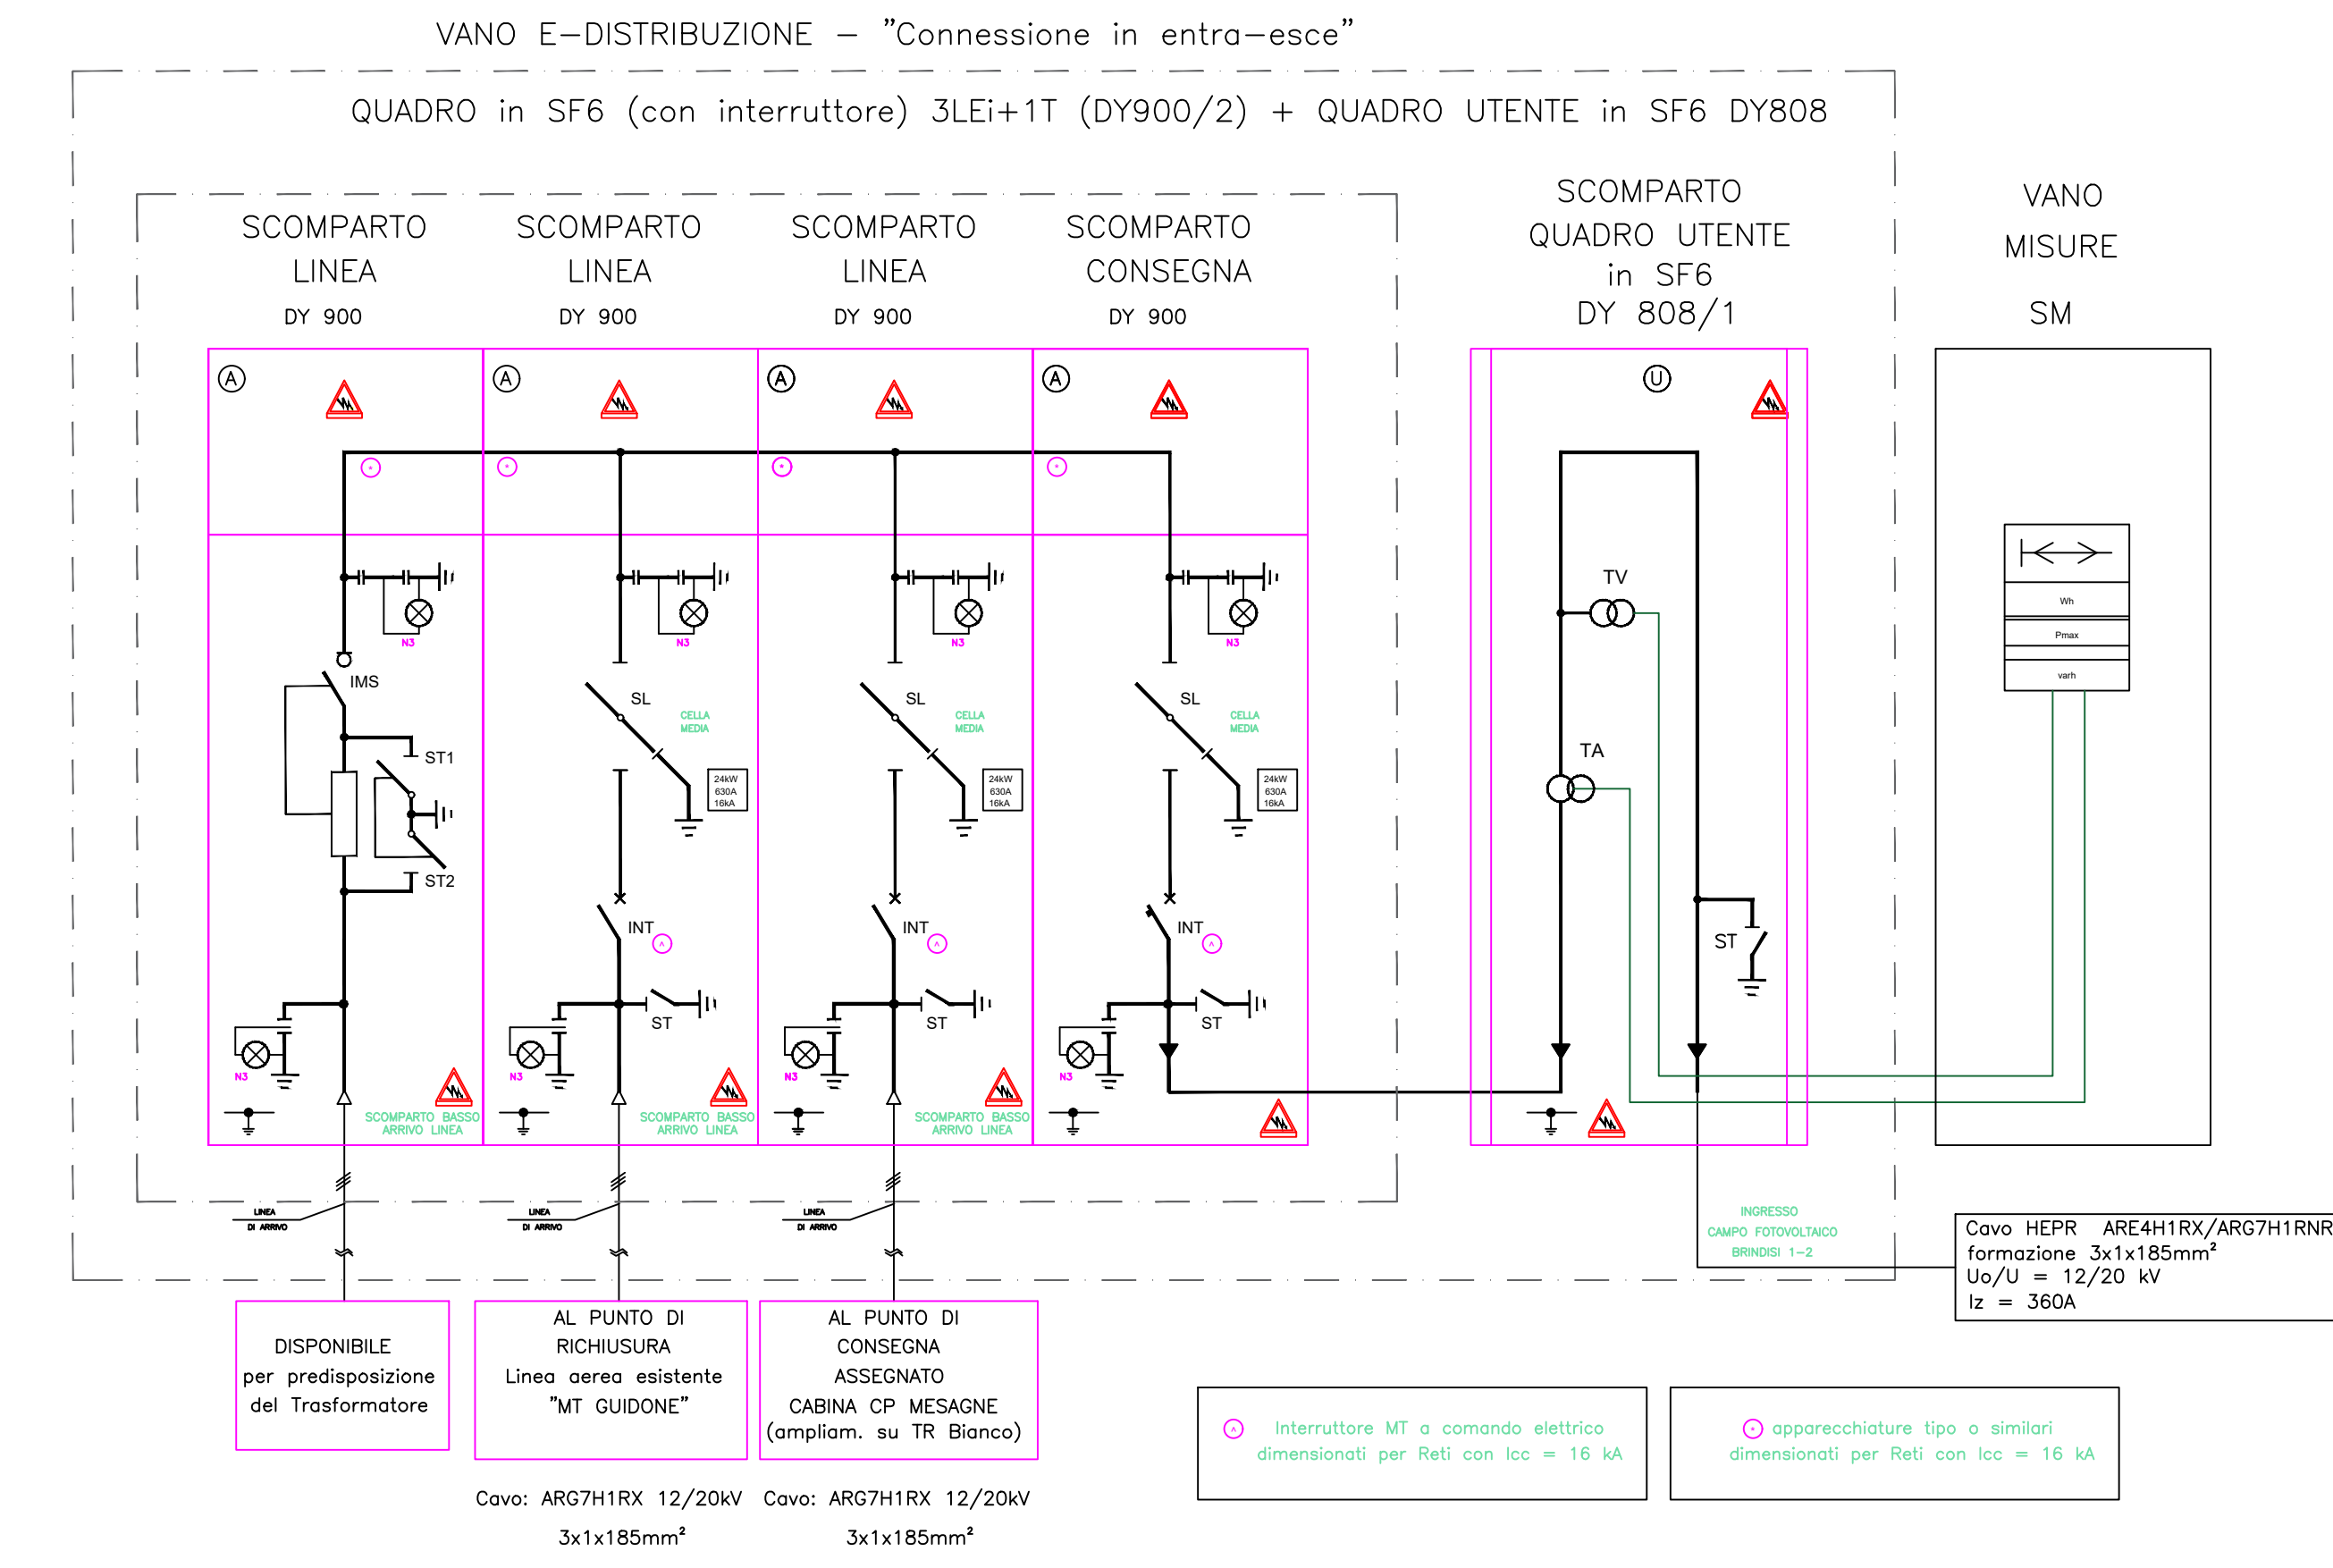 VANO E-DISTRIBUZIONE - "Connessione in entra-esce"
QUADRO in SF6 (con interruttore) 3LEi+1T (DY900/2) + QUADRO UTENTE in SF6 DY808
SCOMPARTO
LINEA
DY 900
SCOMPARTO
LINEA
DY 900
SCOMPARTO
LINEA
DY 900
SCOMPARTO
CONSEGNA
DY 900
SCOMPARTO
QUADRO UTENTE
in SF6
DY 808/1
VANO
MISURE
SM
A
A
A
A
U
N3
IMS
ST1
ST2
N3
SCOMPARTO BASSO
ARRIVO LINEA
N3
SL
CELLA
MEDIA
24kW
630A
16kA
INT
^
ST
N3
SCOMPARTO BASSO
ARRIVO LINEA
N3
SL
CELLA
MEDIA
24kW
630A
16kA
INT
^
ST
N3
SCOMPARTO BASSO
ARRIVO LINEA
N3
SL
CELLA
MEDIA
24kW
630A
16kA
INT
^
ST
N3
TV
TA
ST
Wh
Pmax
varh
LINEA
DI ARRIVO
LINEA
DI ARRIVO
LINEA
DI ARRIVO
INGRESSO
CAMPO FOTOVOLTAICO
BRINDISI 1-2
Cavo HEPR ARE4H1RX/ARG7H1RNR
formazione 3x1x185mm²
Uo/U = 12/20 kV
Iz = 360A
DISPONIBILE
per predisposizione
del Trasformatore
AL PUNTO DI
RICHIUSURA
Linea aerea esistente
"MT GUIDONE"
AL PUNTO DI
CONSEGNA
ASSEGNATO
CABINA CP MESAGNE
(ampliam. su TR Bianco)
Cavo: ARG7H1RX 12/20kV
3x1x185mm²
Cavo: ARG7H1RX 12/20kV
3x1x185mm²
^ Interruttore MT a comando elettrico
dimensionati per Reti con Icc = 16 kA
* apparecchiature tipo o similari
dimensionati per Reti con Icc = 16 kA